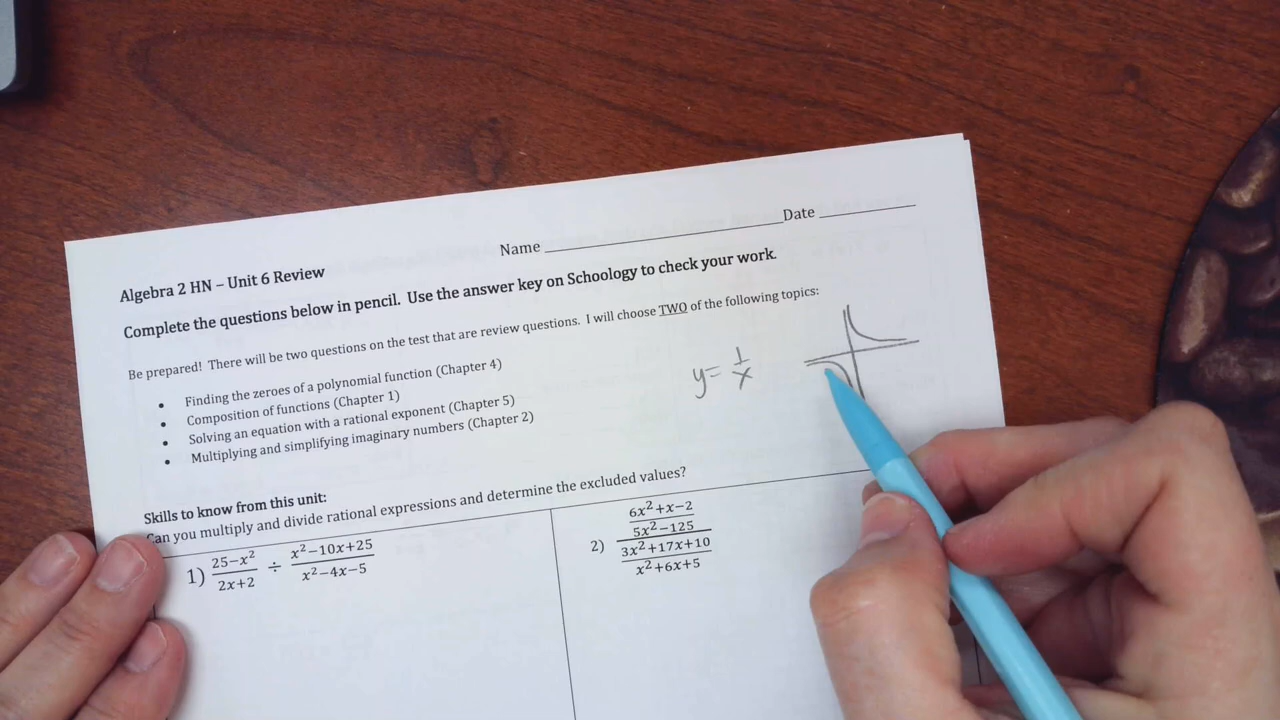 Name ____________ Date ____________
Algebra 2 HN – Unit 6 Review
Complete the questions below in pencil. Use the answer key on Schoology to check your work.
Be prepared! There will be two questions on the test that are review questions. I will choose TWO of the following topics:
• Finding the zeroes of a polynomial function (Chapter 4)
• Composition of functions (Chapter 1)
• Solving an equation with a rational exponent (Chapter 5)
• Multiplying and simplifying imaginary numbers (Chapter 2)
y= 1/x
Skills to know from this unit:
Can you multiply and divide rational expressions and determine the excluded values?
1) (25−x²)/(2x+2) ÷ (x²−10x+25)/(x²−4x−5)
2) ((6x²+x−2)/(5x²−125))/((3x²+17x+10)/(x²+6x+5))